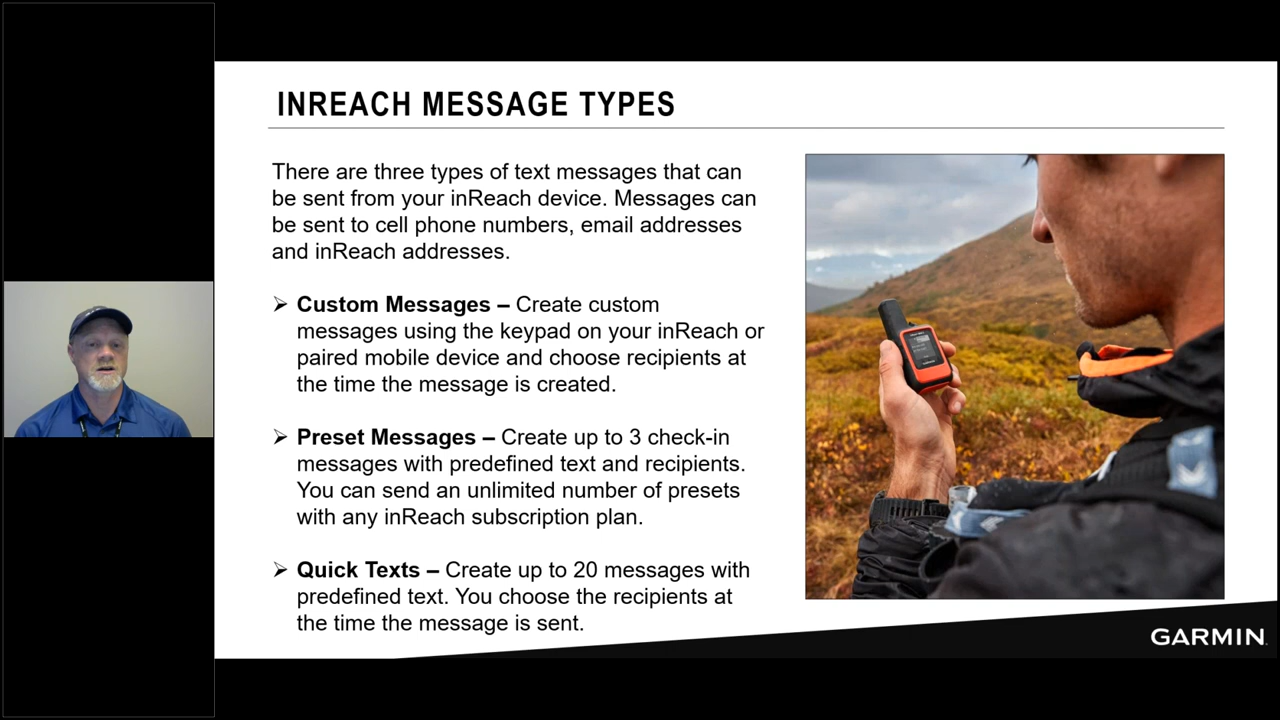 INREACH MESSAGE TYPES
There are three types of text messages that can
be sent from your inReach device. Messages can
be sent to cell phone numbers, email addresses
and inReach addresses.
➢ Custom Messages – Create custom
messages using the keypad on your inReach or
paired mobile device and choose recipients at
the time the message is created.
➢ Preset Messages – Create up to 3 check-in
messages with predefined text and recipients.
You can send an unlimited number of presets
with any inReach subscription plan.
➢ Quick Texts – Create up to 20 messages with
predefined text. You choose the recipients at
the time the message is sent.
GARMIN